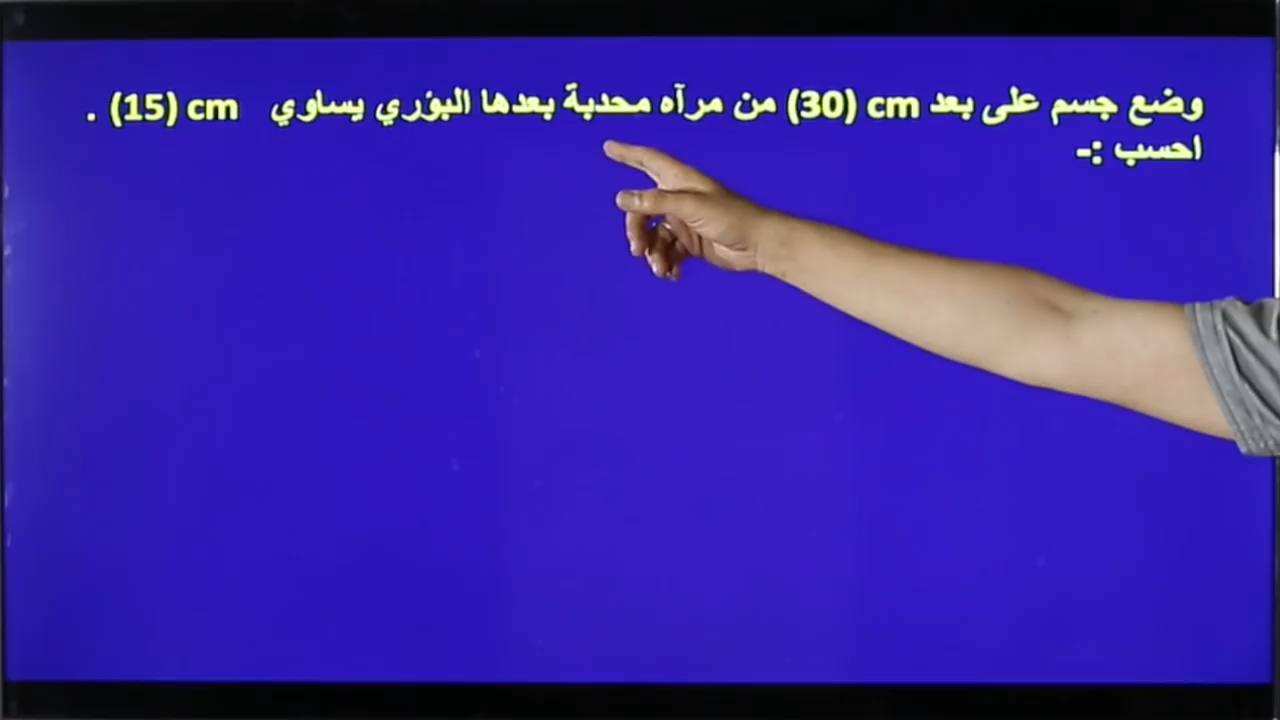 وضع جسم على بعد cm (30) من مرآه محدبة بعدها البؤري يساوي cm (15) .
احسب :-